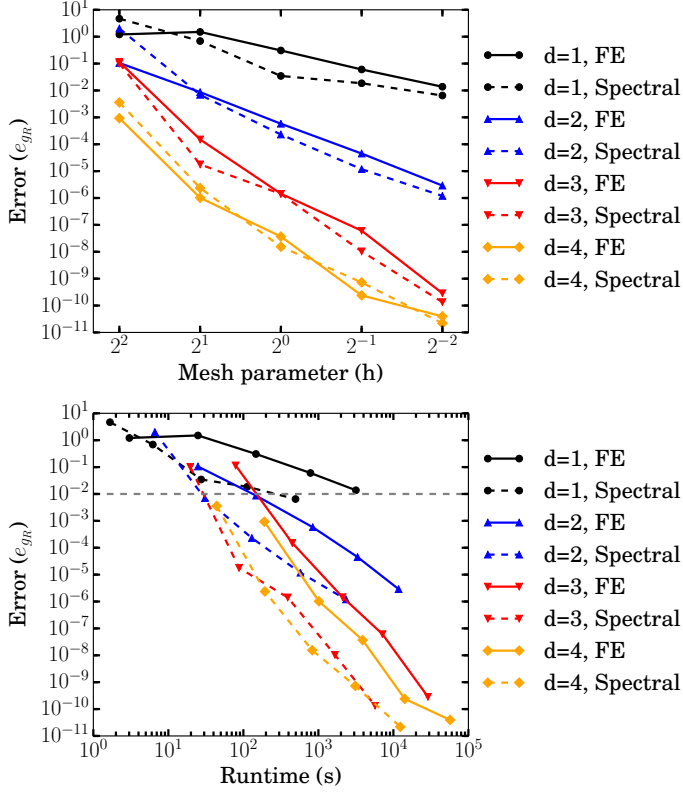 10^1
10^0
10^-1
10^-2
10^-3
10^-4
10^-5
10^-6
10^-7
10^-8
10^-9
10^-10
10^-11
Error (e_{gR})
2^2
2^1
2^0
2^-1
2^-2
Mesh parameter (h)
d=1, FE
d=1, Spectral
d=2, FE
d=2, Spectral
d=3, FE
d=3, Spectral
d=4, FE
d=4, Spectral
10^1
10^0
10^-1
10^-2
10^-3
10^-4
10^-5
10^-6
10^-7
10^-8
10^-9
10^-10
10^-11
Error (e_{gR})
10^0
10^1
10^2
10^3
10^4
10^5
Runtime (s)
d=1, FE
d=1, Spectral
d=2, FE
d=2, Spectral
d=3, FE
d=3, Spectral
d=4, FE
d=4, Spectral